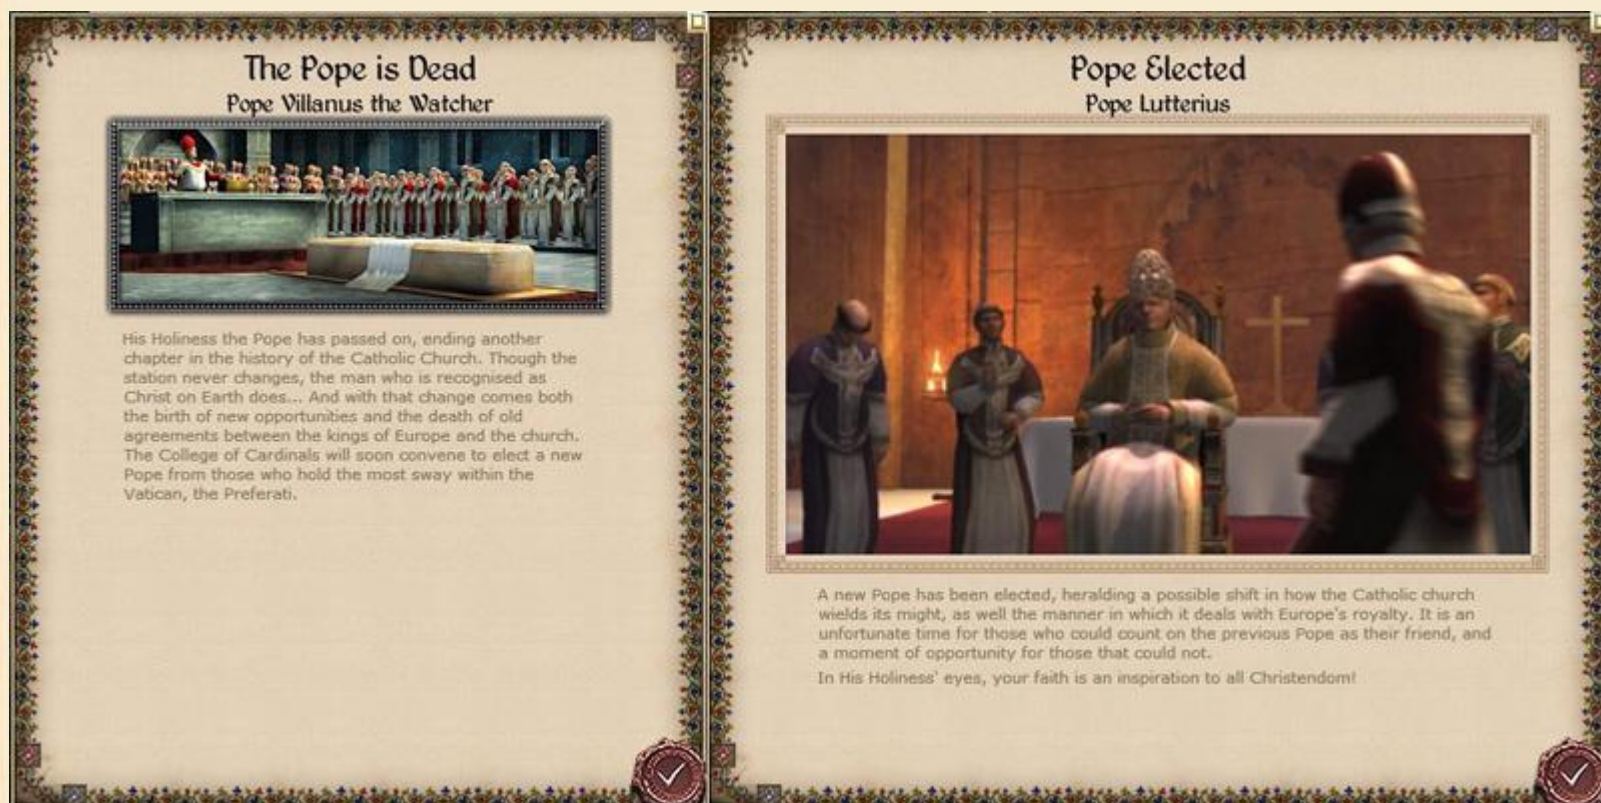 The Pope is Dead
Pope Villanus the Watcher
His Holiness the Pope has passed on, ending another
chapter in the history of the Catholic Church. Though the
station never changes, the man who is recognised as
Christ on Earth does... And with that change comes both
the birth of new opportunities and the death of old
agreements between the kings of Europe and the church.
The College of Cardinals will soon convene to elect a new
Pope from those who hold the most sway within the
Vatican, the Preferati.
Pope Elected
Pope Lutterius
A new Pope has been elected, heralding a possible shift in how the Catholic church
wields its might, as well the manner in which it deals with Europe's royalty. It is an
unfortunate time for those who could count on the previous Pope as their friend, and
a moment of opportunity for those that could not.
In His Holiness' eyes, your faith is an inspiration to all Christendom!